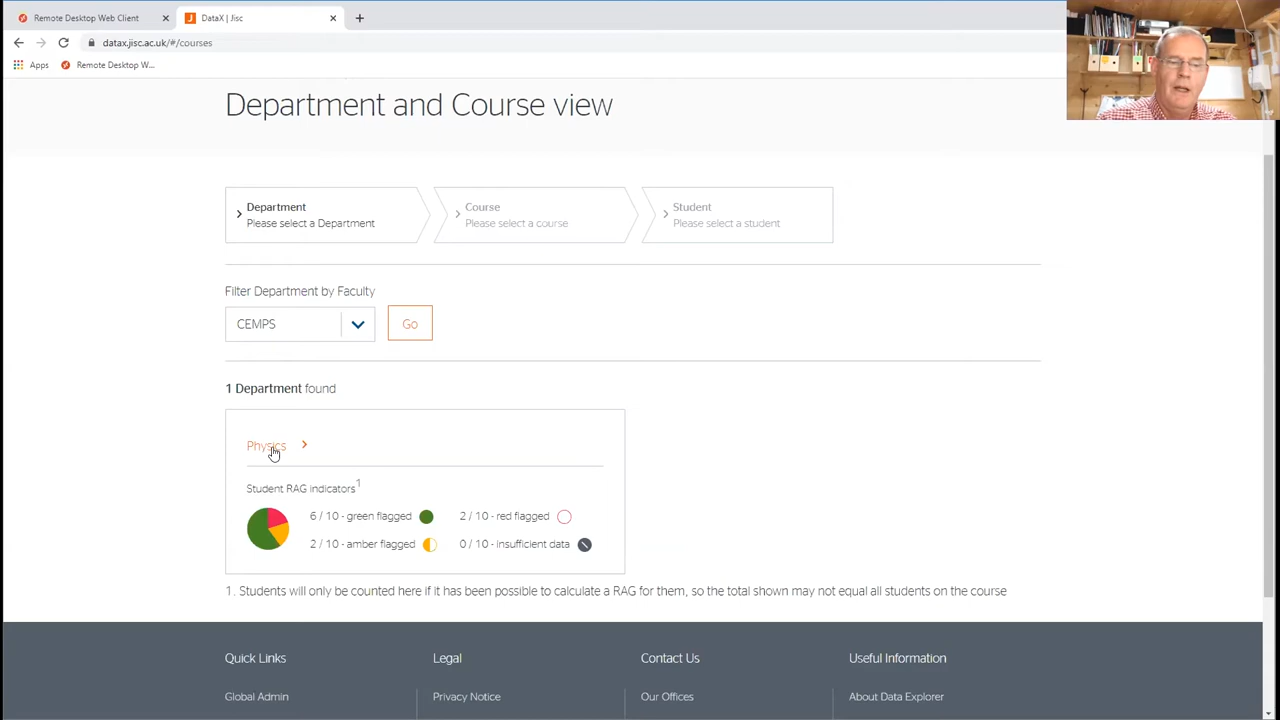 Remote Desktop Web Client
DataX | Jisc
datax.jisc.ac.uk/#/courses
Apps
Remote Desktop W...
Department and Course view
Department
Please select a Department
Course
Please select a course
Student
Please select a student
Filter Department by Faculty
CEMPS
Go
1 Department found
Physics
Student RAG indicators1
6 / 10 - green flagged
2 / 10 - red flagged
2 / 10 - amber flagged
0 / 10 - Insufficient data
1. Students will only be counted here if it has been possible to calculate a RAG for them, so the total shown may not equal all students on the course
Quick Links
Legal
Contact Us
Useful Information
Global Admin
Privacy Notice
Our Offices
About Data Explorer